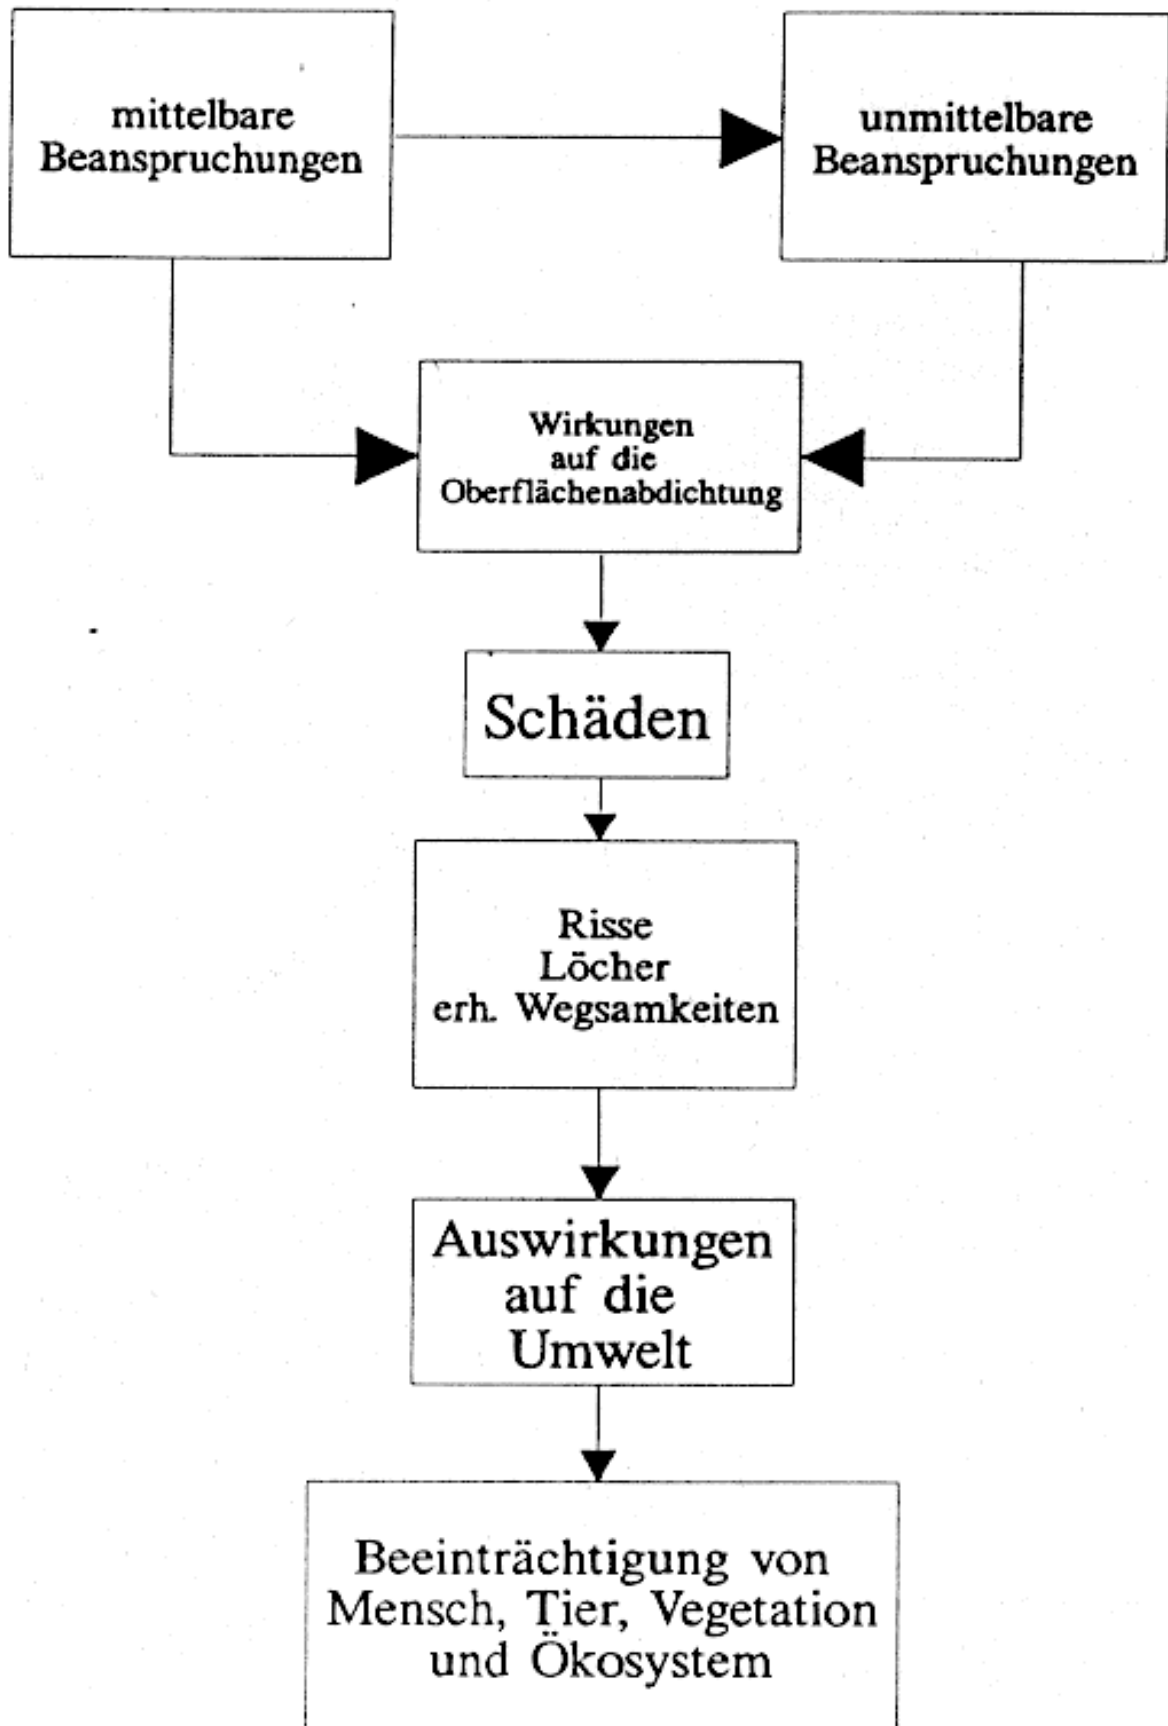 mittelbare
Beanspruchungen
unmittelbare
Beanspruchungen
Wirkungen
auf die
Oberflächenabdichtung
Schäden
Risse
Löcher
erh. Wegsamkeiten
Auswirkungen
auf die
Umwelt
Beeinträchtigung von
Mensch, Tier, Vegetation
und Ökosystem